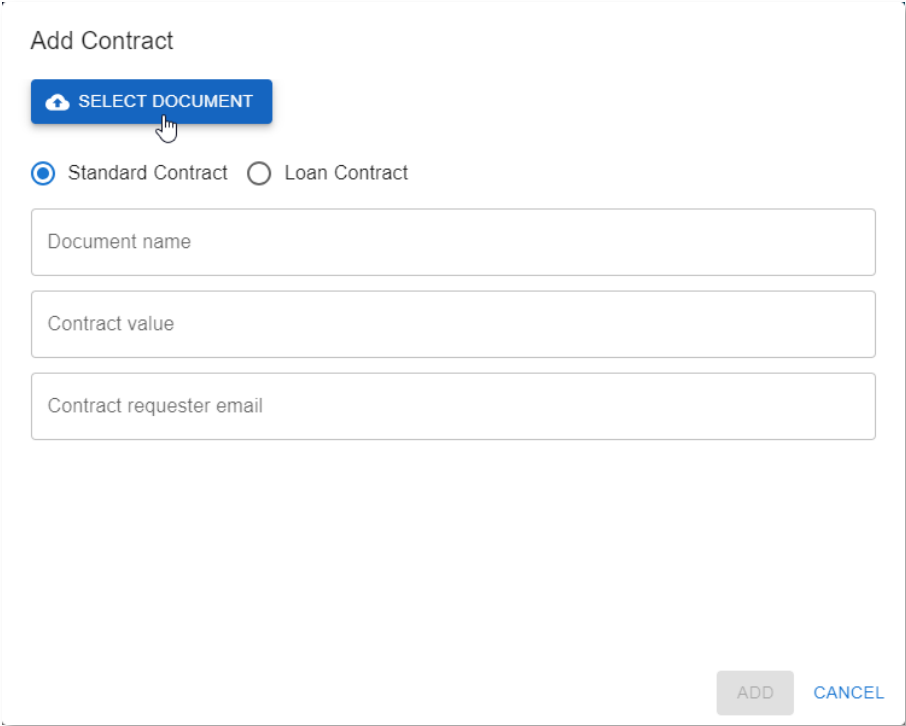 Add Contract
SELECT DOCUMENT
Standard Contract Loan Contract
Document name
Contract value
Contract requester email
ADD CANCEL